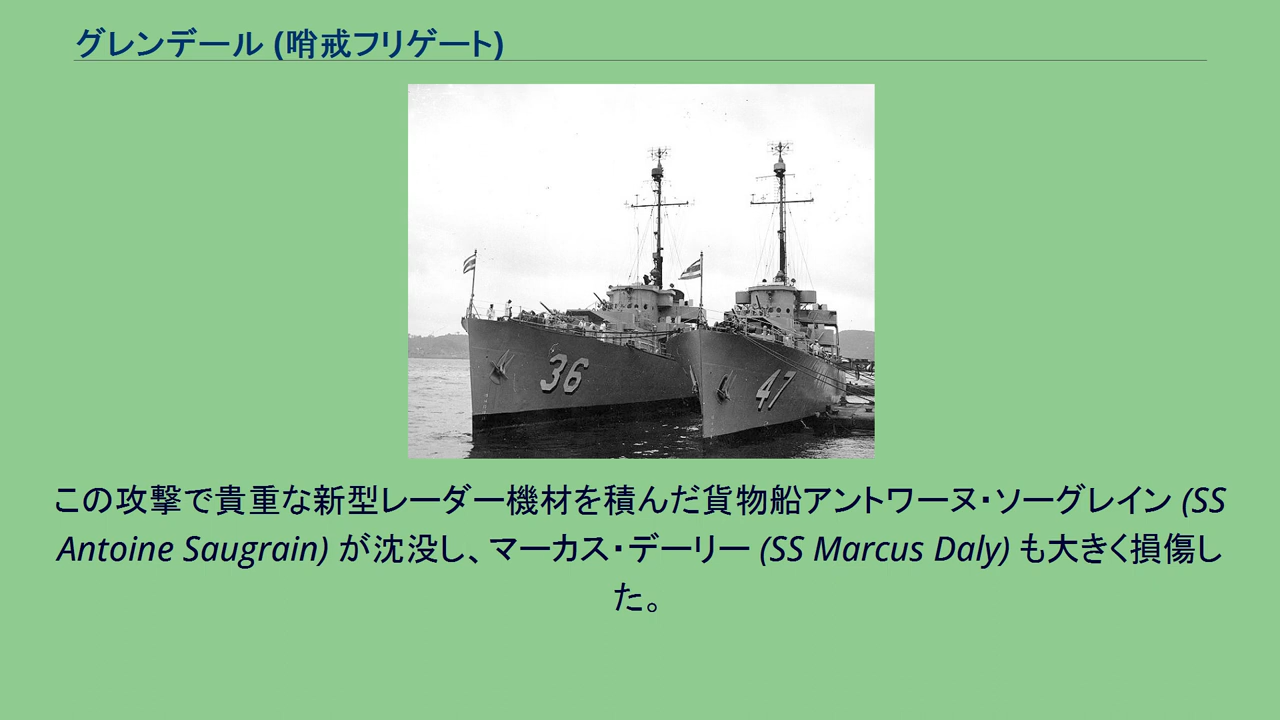 グレンデール (哨戒フリゲート)
36
47
この攻撃で貴重な新型レーダー機材を積んだ貨物船アントワーヌ・ソーグレイン (SS
Antoine Saugrain) が沈没し、マーカス・デーリー (SS Marcus Daly) も大きく損傷し
た。